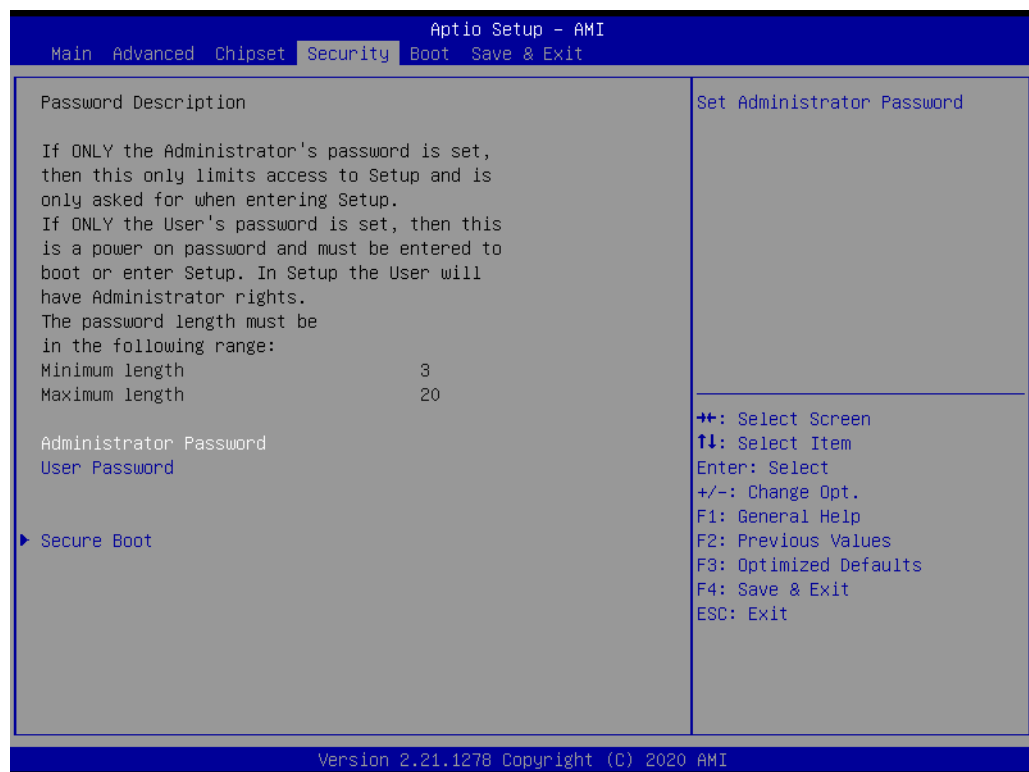 Aptio Setup – AMI
Main Advanced Chipset Security Boot Save & Exit
Password Description
If ONLY the Administrator's password is set,
then this only limits access to Setup and is
only asked for when entering Setup.
If ONLY the User's password is set, then this
is a power on password and must be entered to
boot or enter Setup. In Setup the User will
have Administrator rights.
The password length must be
in the following range:
Minimum length 3
Maximum length 20
Administrator Password
User Password
Secure Boot
Set Administrator Password
→←: Select Screen
↑↓: Select Item
Enter: Select
+/-: Change Opt.
F1: General Help
F2: Previous Values
F3: Optimized Defaults
F4: Save & Exit
ESC: Exit
Version 2.21.1278 Copyright (C) 2020 AMI